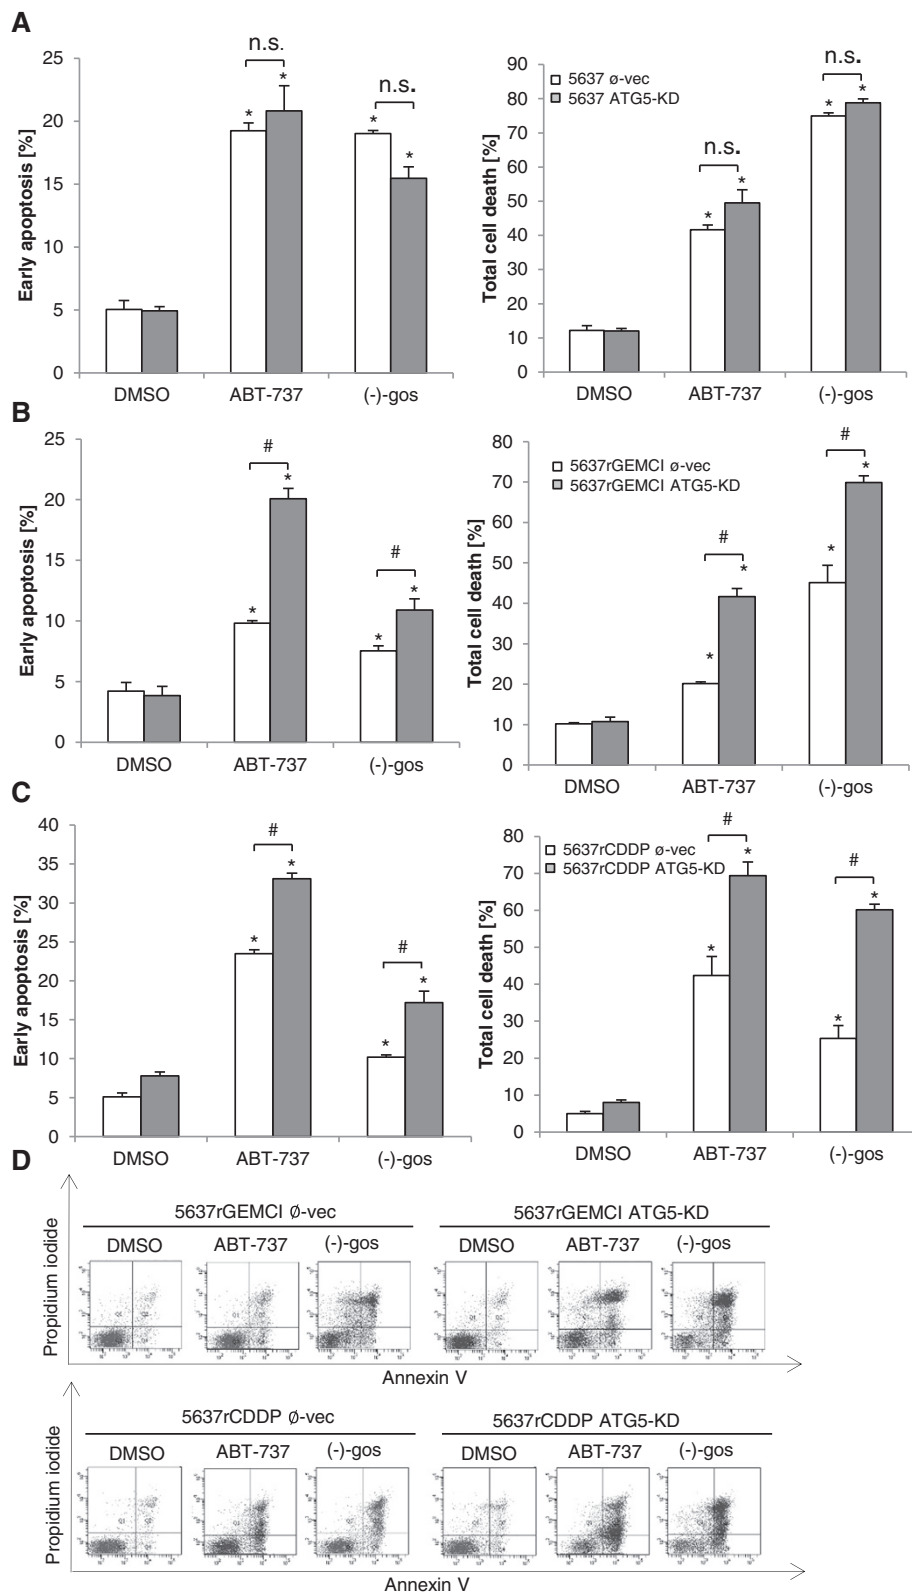 A
Early apoptosis [%]
25
20
15
10
5
0
n.s.
* *
n.s.
* *
DMSO ABT-737 (-)-gos
Total cell death [%]
90
80
70
60
50
40
30
20
10
0
5637 ø-vec
5637 ATG5-KD
n.s.
* *
n.s.
* *
DMSO ABT-737 (-)-gos
B
Early apoptosis [%]
25
20
15
10
5
0
#
* *
#
* *
DMSO ABT-737 (-)-gos
Total cell death [%]
80
70
60
50
40
30
20
10
0
5637rGEMCI ø-vec
5637rGEMCI ATG5-KD
#
* *
#
* *
DMSO ABT-737 (-)-gos
C
Early apoptosis [%]
40
35
30
25
20
15
10
5
0
#
* *
#
* *
DMSO ABT-737 (-)-gos
Total cell death [%]
80
70
60
50
40
30
20
10
0
5637rCDDP ø-vec
5637rCDDP ATG5-KD
#
* *
#
* *
DMSO ABT-737 (-)-gos
D
Propidium iodide
5637rGEMCI Ø-vec
DMSO ABT-737 (-)-gos
5637rGEMCI ATG5-KD
DMSO ABT-737 (-)-gos
Annexin V
Propidium iodide
5637rCDDP Ø-vec
DMSO ABT-737 (-)-gos
5637rCDDP ATG5-KD
DMSO ABT-737 (-)-gos
Annexin V